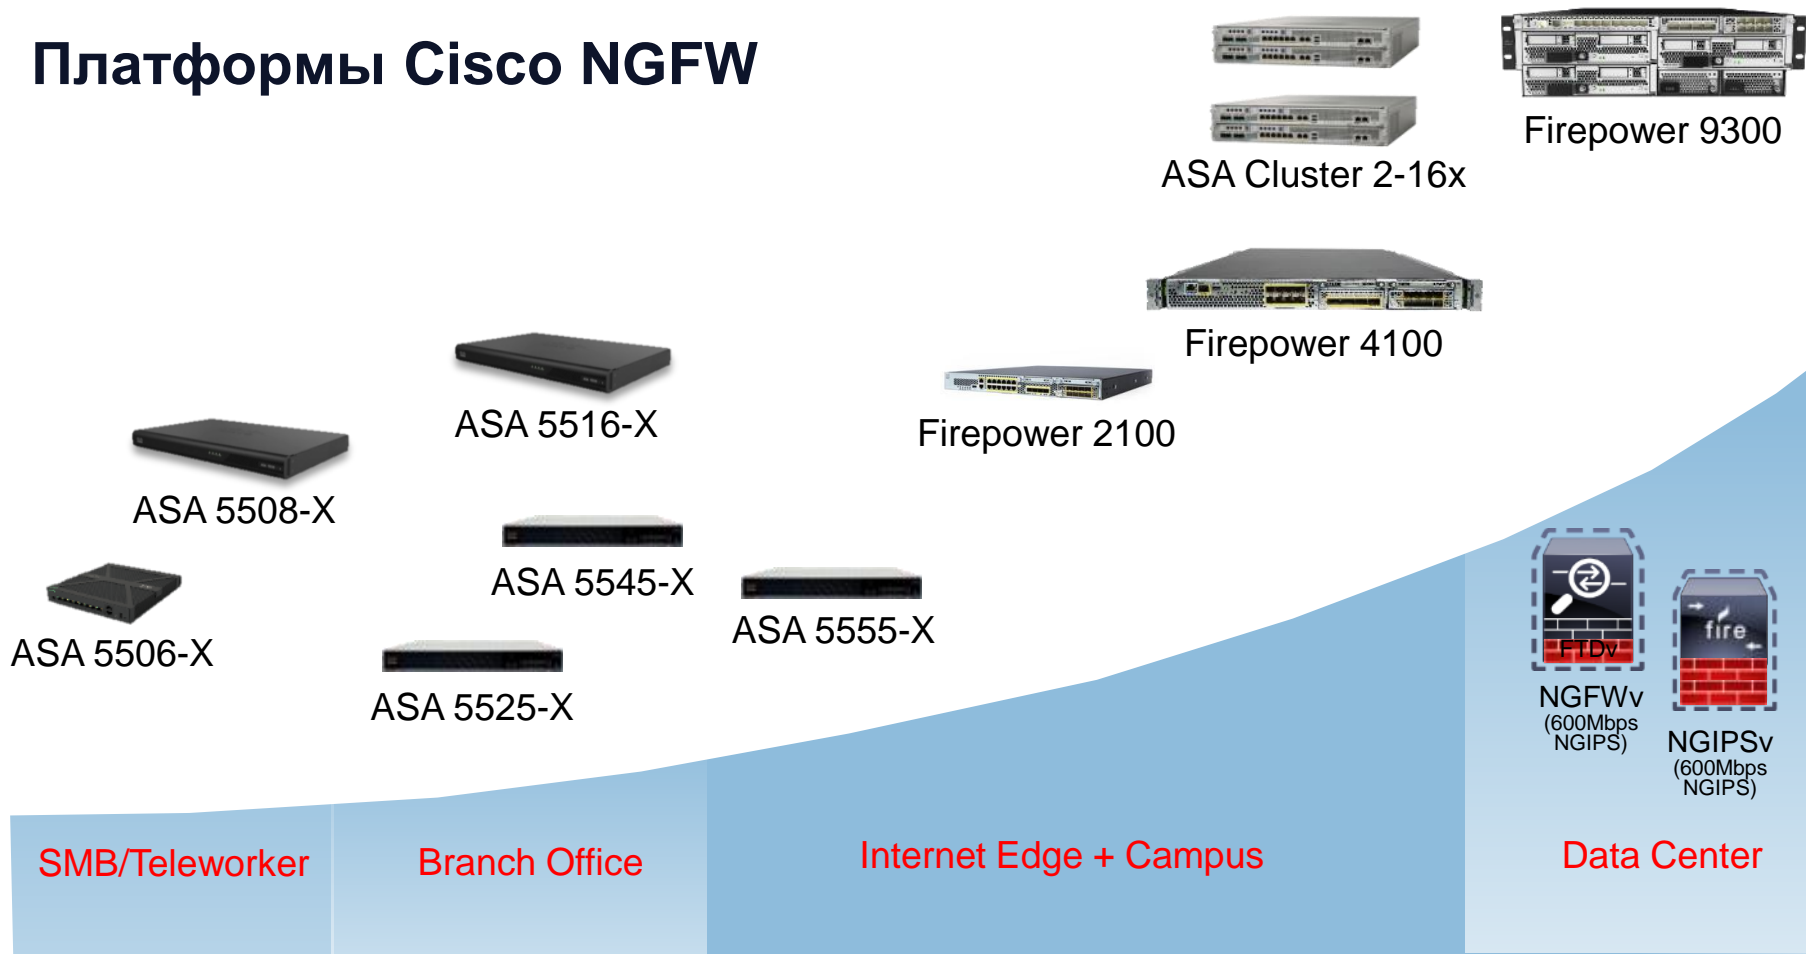 Платформы Cisco NGFW
ASA Cluster 2-16x
Firepower 9300
Firepower 4100
Firepower 2100
ASA 5516-X
ASA 5508-X
ASA 5545-X
ASA 5555-X
ASA 5506-X
ASA 5525-X
FTDv
NGFWv
(600Mbps
NGIPS)
fire
NGIPSv
(600Mbps
NGIPS)
SMB/Teleworker
Branch Office
Internet Edge + Campus
Data Center